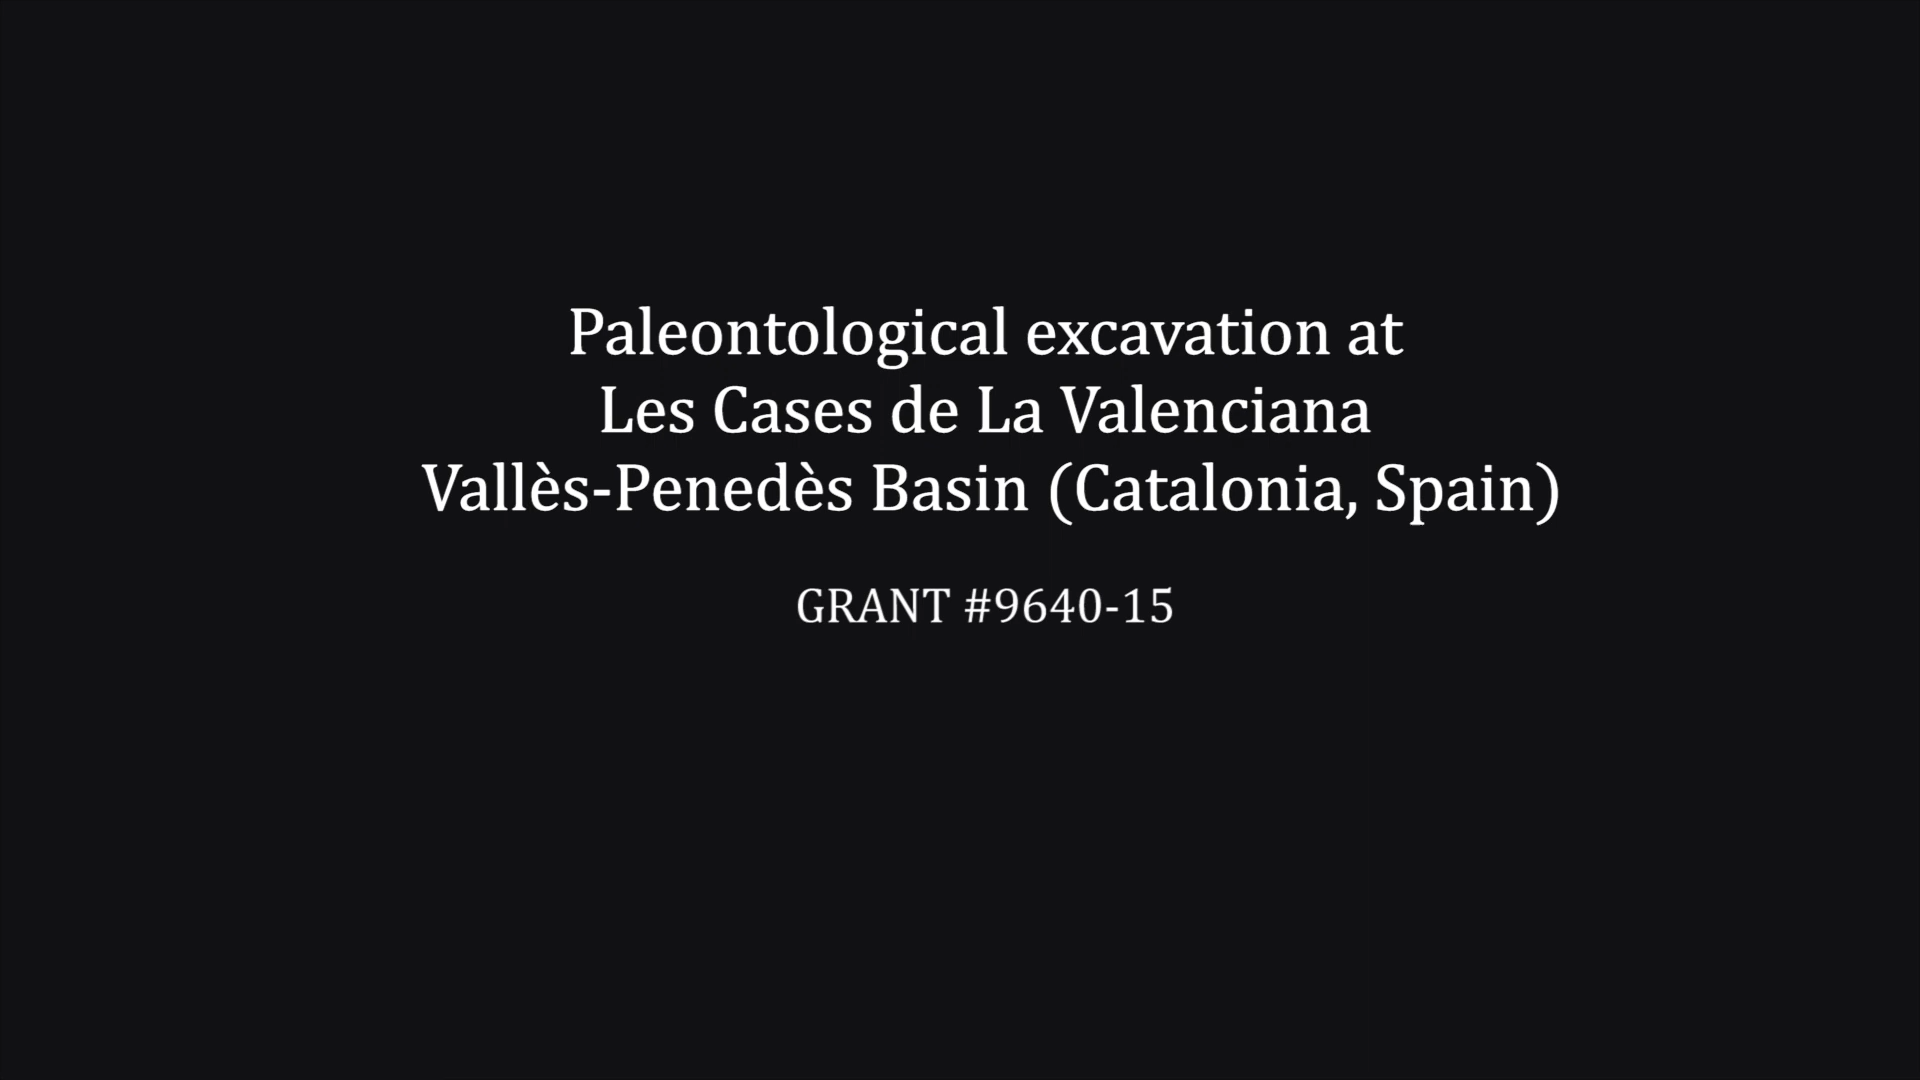 Paleontological excavation at
Les Cases de La Valenciana
Vallès-Penedès Basin (Catalonia, Spain)
GRANT #9640-15